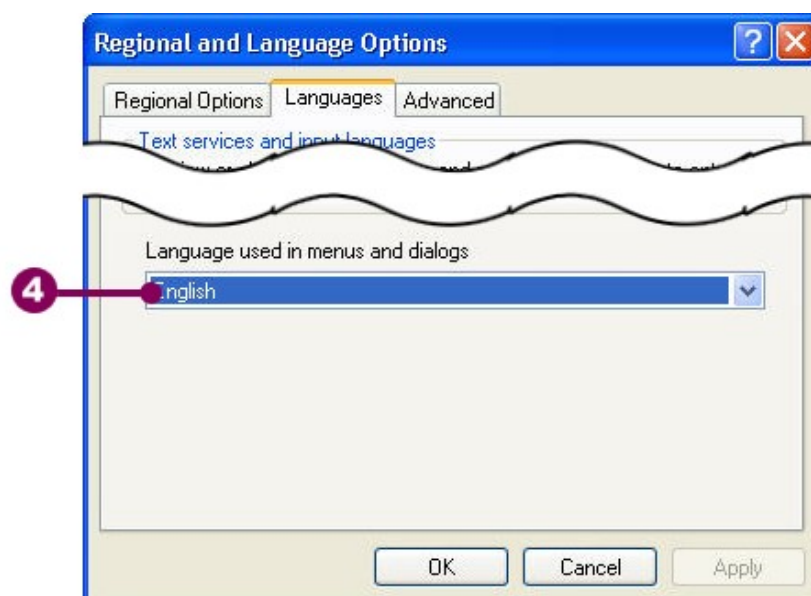 Regional and Language Options
?
Regional Options Languages Advanced
Text services and input languages
Language used in menus and dialogs
4
English
OK Cancel Apply